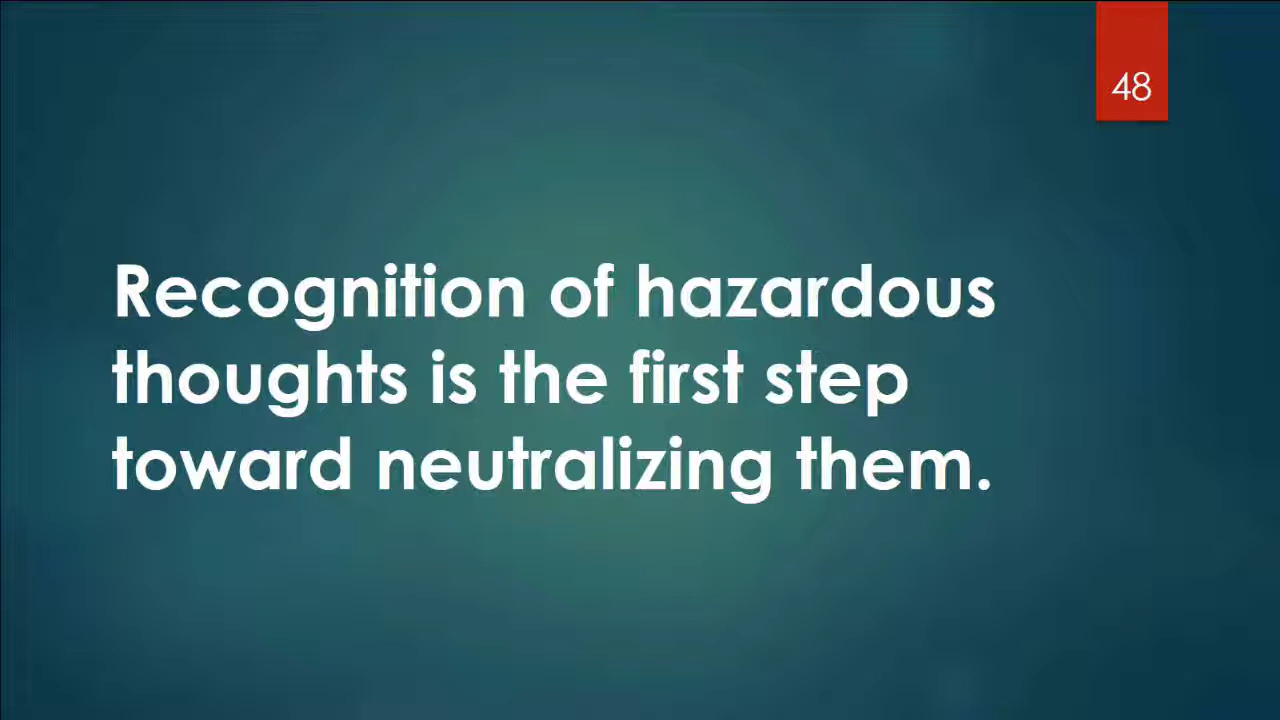 48
Recognition of hazardous
thoughts is the first step
toward neutralizing them.